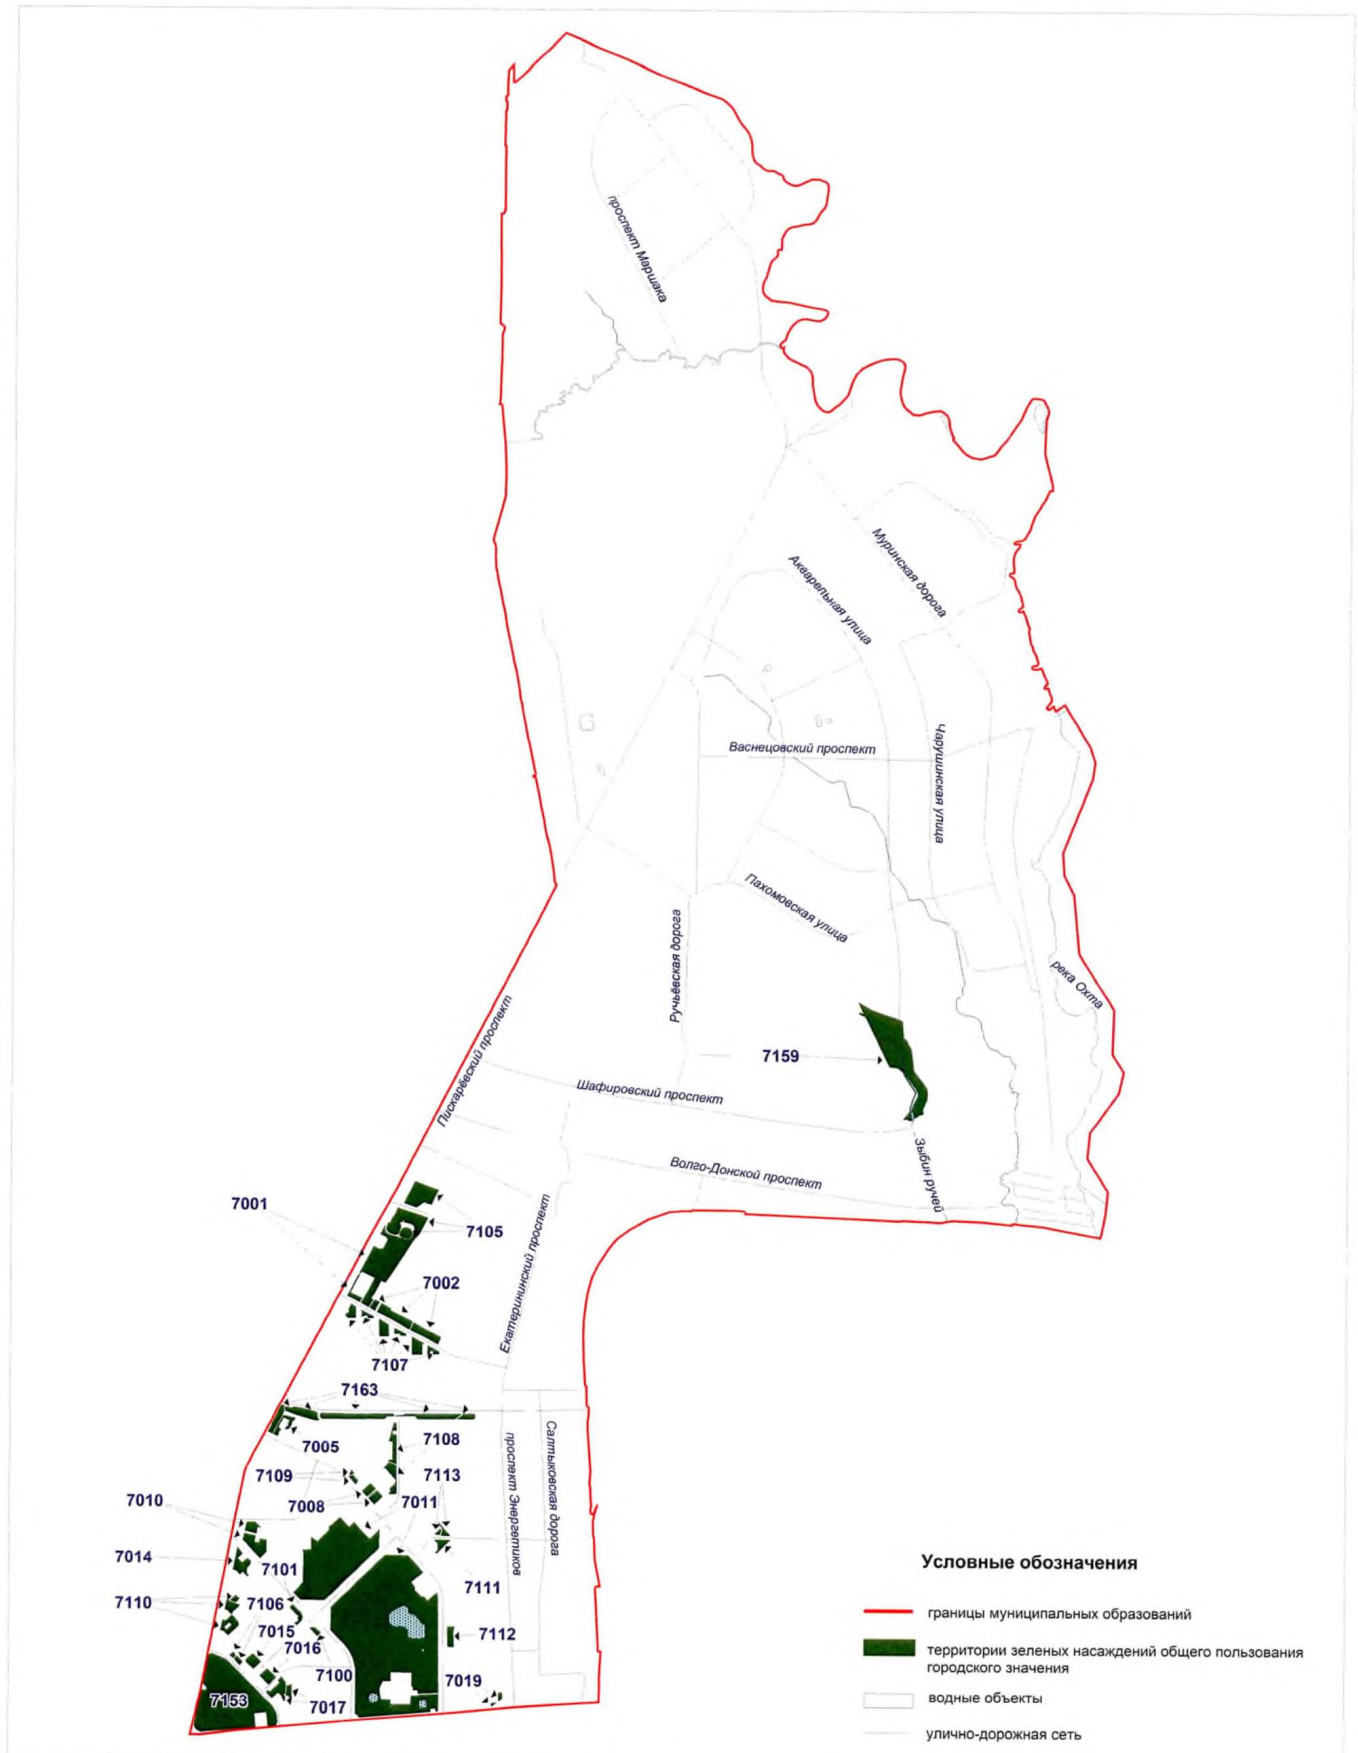 проспект Маршака
Муринская дорога
Акварельная улица
Васнецовский проспект
Чарушинская улица
Пахомовская улица
Ручьёвская дорога
река Охта
Пискарёвский проспект
7159
Шафировский проспект
Зыбин ручей
Волго-Донской проспект
7001
7105
Екатерининский проспект
7002
7107
7163
7005
7108
проспект Энергетиков
Салтыковская дорога
7109
7113
7008
7011
7010
7014
7101
7111
7110
7106
7015
7112
7016
7100
7019
7153
7017
Условные обозначения
границы муниципальных образований
территории зеленых насаждений общего пользования
городского значения
водные объекты
улично-дорожная сеть